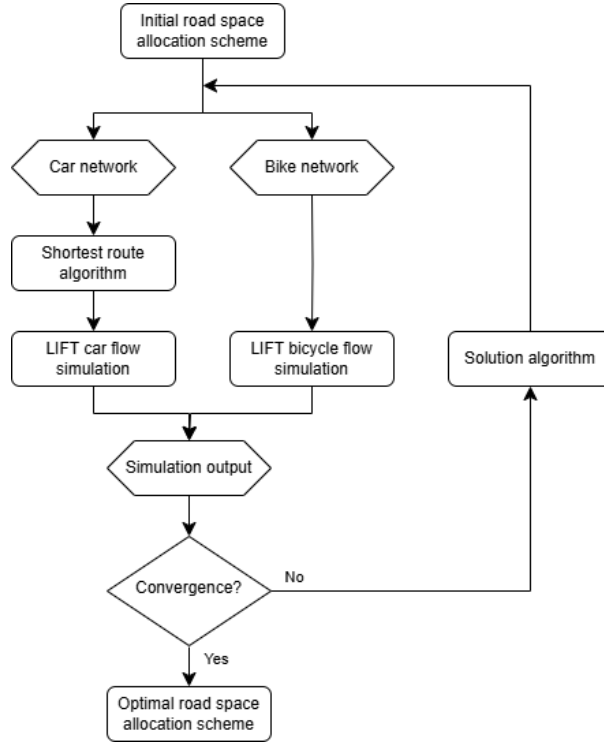 Initial road space
allocation scheme
Car network
Bike network
Shortest route
algorithm
LIFT car flow
simulation
LIFT bicycle flow
simulation
Solution algorithm
Simulation output
Convergence?
No
Yes
Optimal road space
allocation scheme